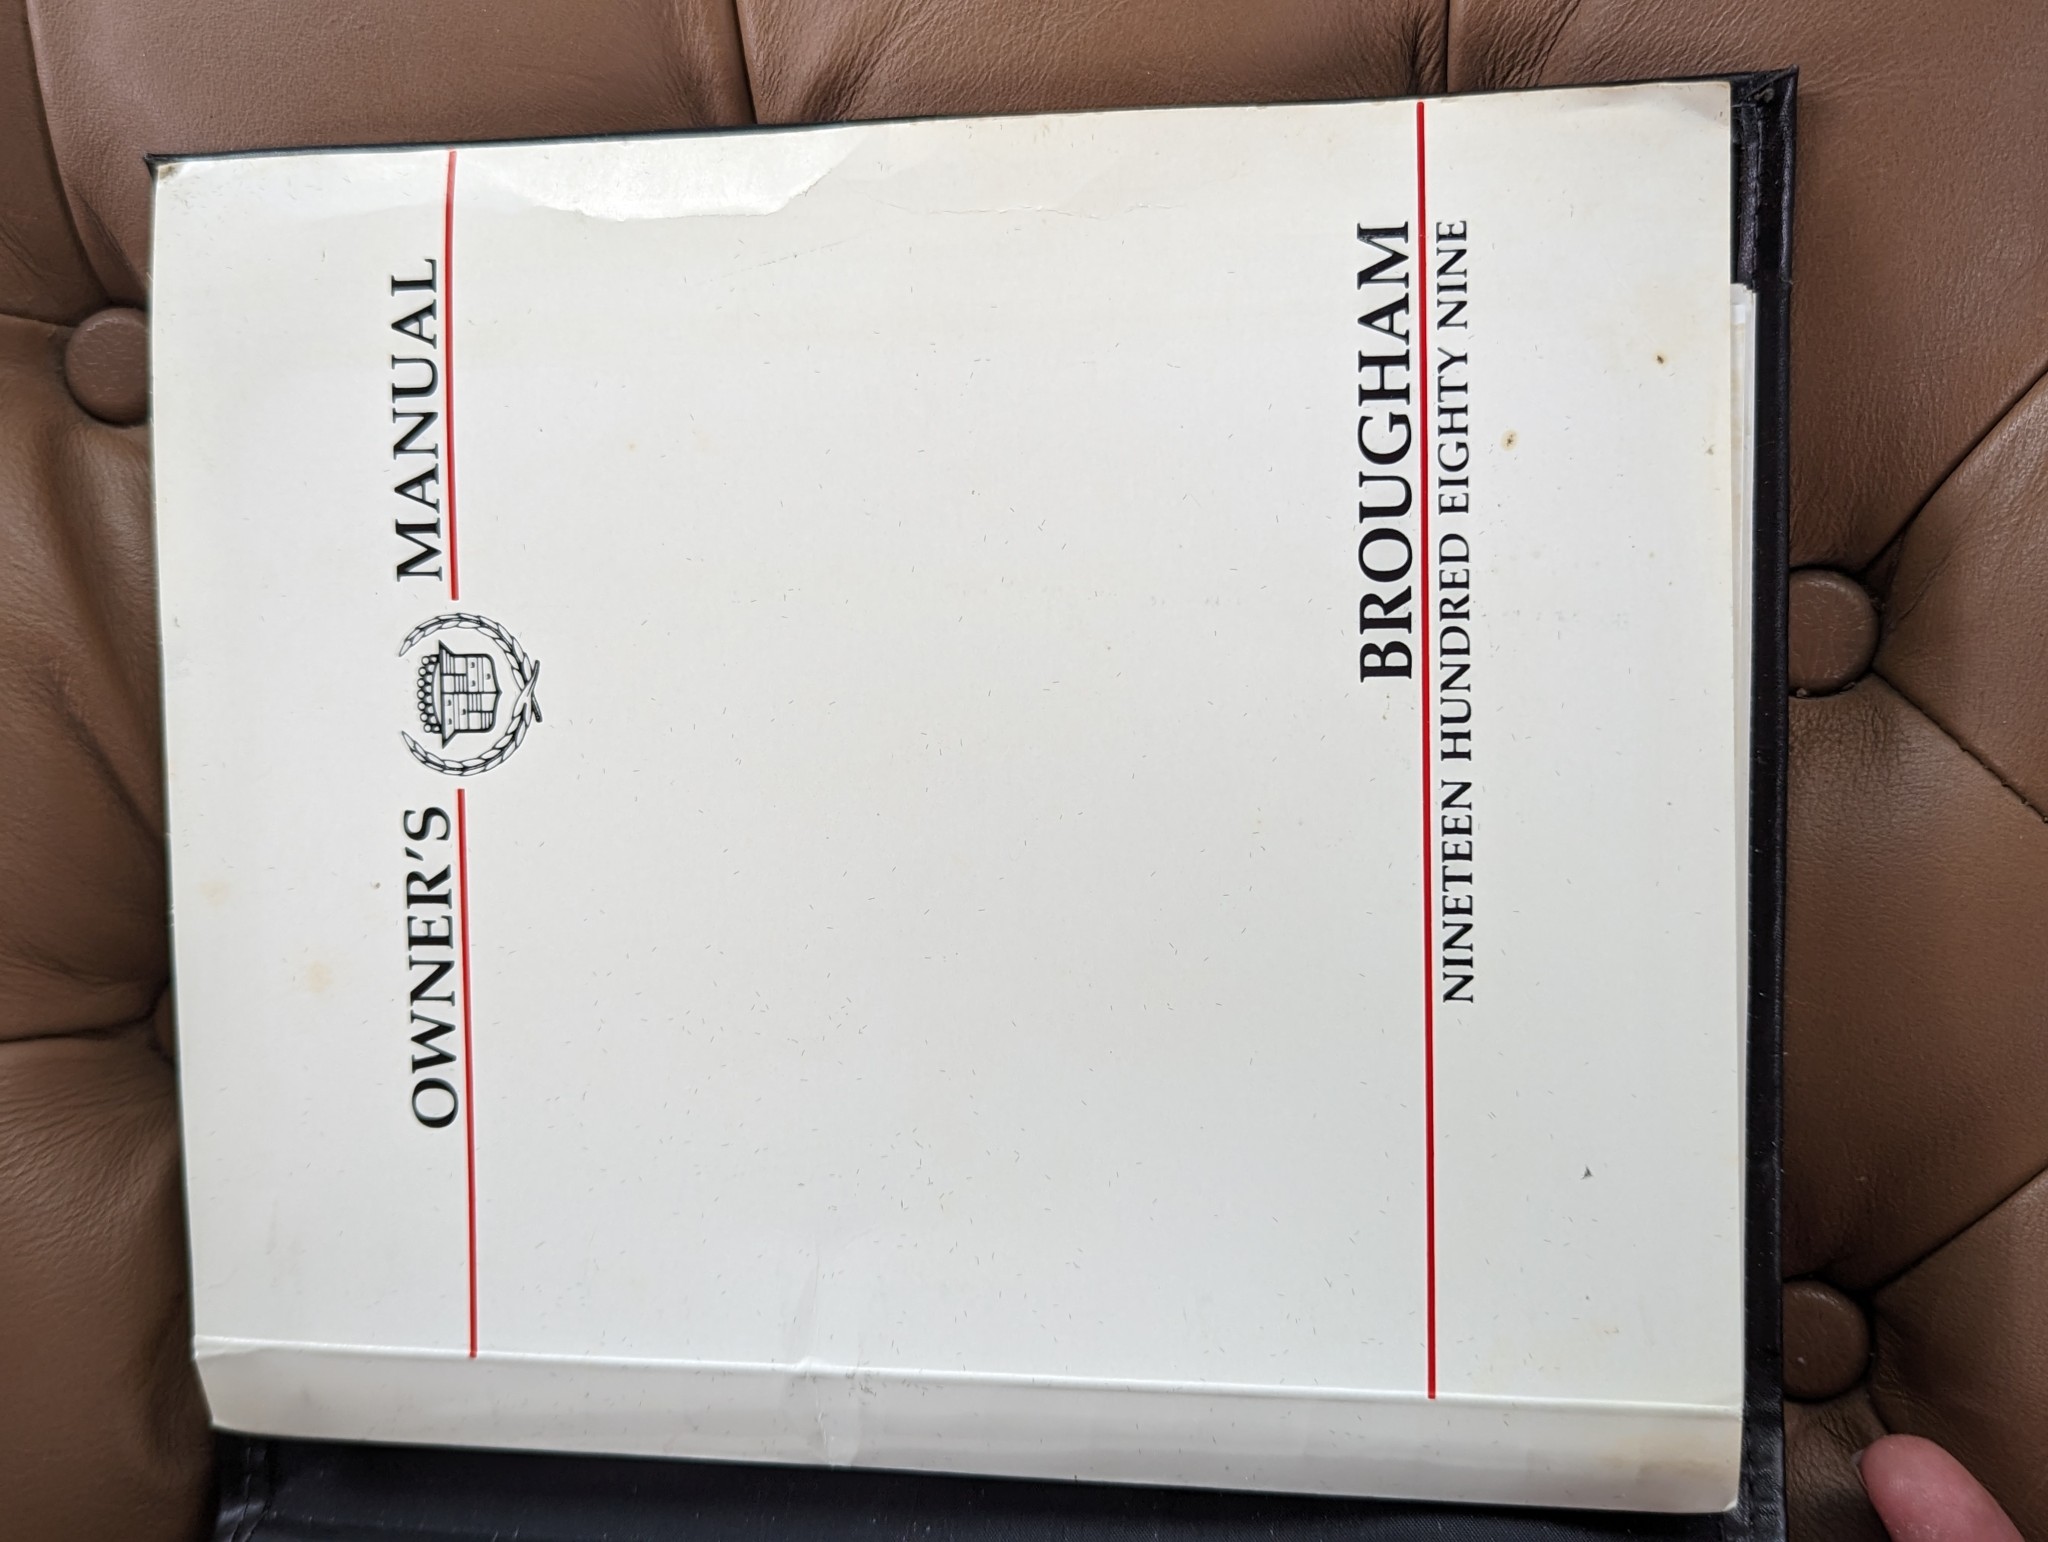 OWNER'S MANUAL
BROUGHAM
NINETEEN HUNDRED EIGHTY NINE